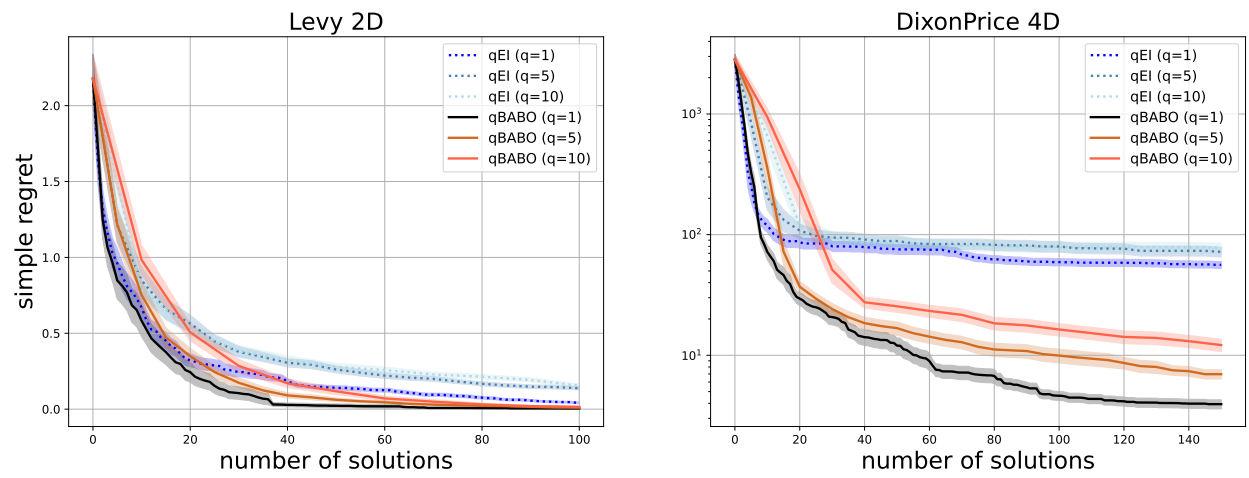 Levy 2D
simple regret
2.0
1.5
1.0
0.5
0.0
qEI (q=1)
qEI (q=5)
qEI (q=10)
qBABO (q=1)
qBABO (q=5)
qBABO (q=10)
0 20 40 60 80 100
number of solutions
DixonPrice 4D
10³
10²
10¹
qEI (q=1)
qEI (q=5)
qEI (q=10)
qBABO (q=1)
qBABO (q=5)
qBABO (q=10)
0 20 40 60 80 100 120 140
number of solutions